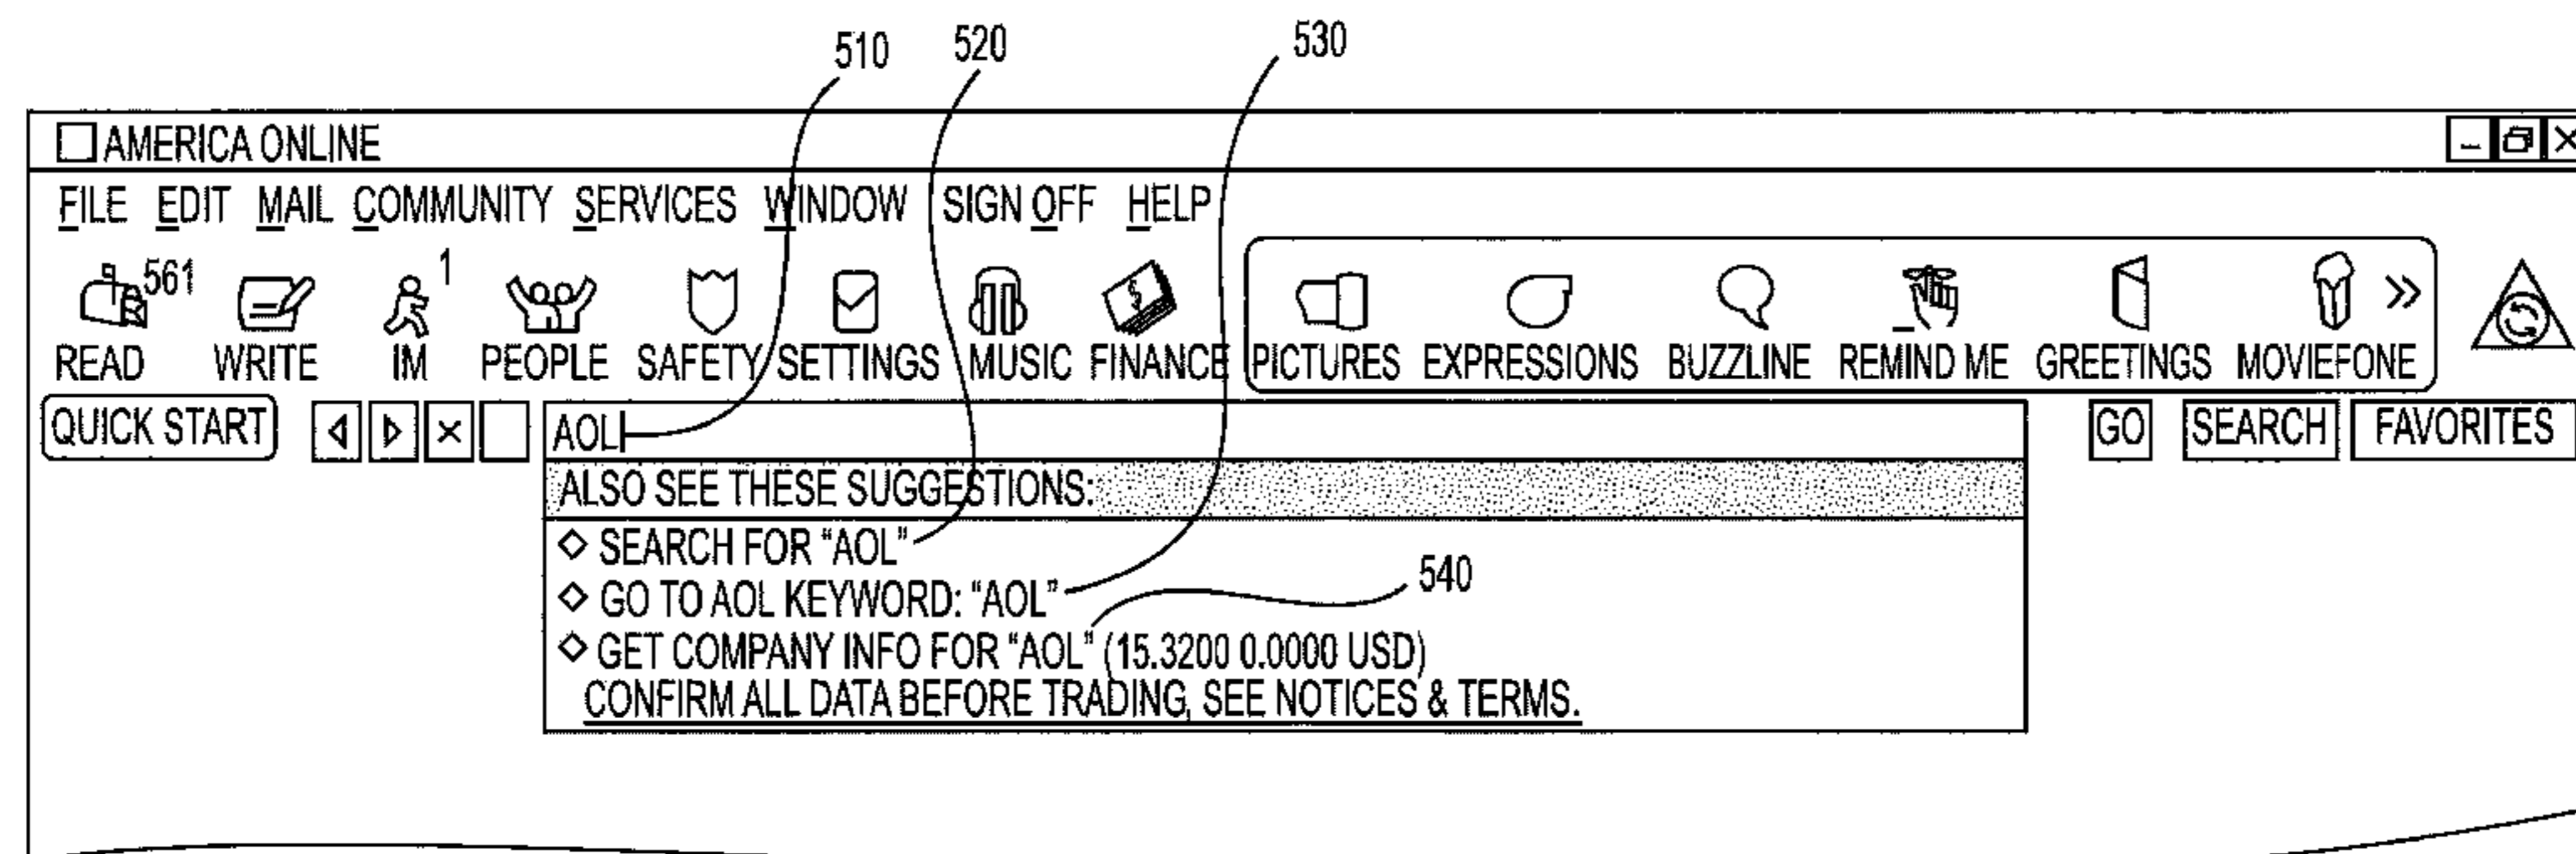 510 520 530
AMERICA ONLINE
FILE EDIT MAIL COMMUNITY SERVICES WINDOW SIGN OFF HELP
561 1
READ WRITE IM PEOPLE SAFETY SETTINGS MUSIC FINANCE PICTURES EXPRESSIONS BUZZLINE REMIND ME GREETINGS MOVIEFONE
QUICK START AOL GO SEARCH FAVORITES
ALSO SEE THESE SUGGESTIONS:
SEARCH FOR “AOL”
GO TO AOL KEYWORD: “AOL” 540
GET COMPANY INFO FOR “AOL” (15.3200 0.0000 USD)
CONFIRM ALL DATA BEFORE TRADING, SEE NOTICES & TERMS.